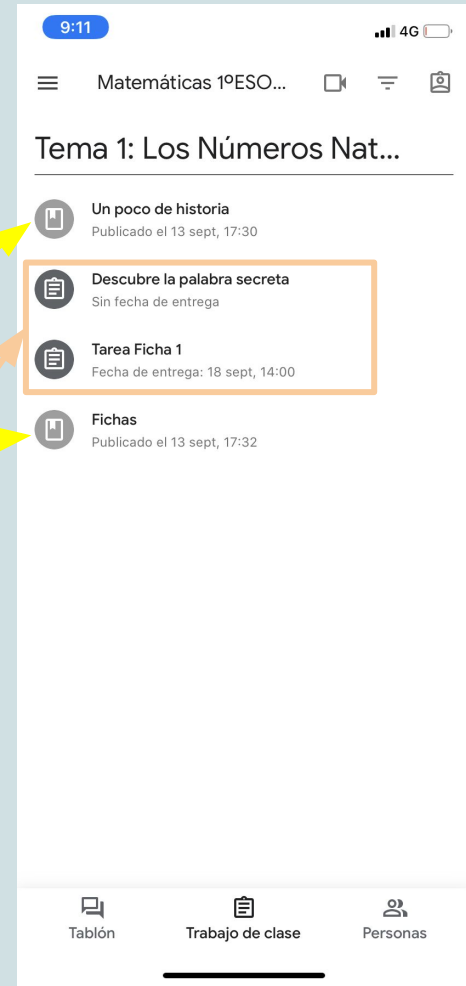 9:11
4G
Matemáticas 1ºESO...
Tema 1: Los Números Nat...
Un poco de historia
Publicado el 13 sept, 17:30
Descubre la palabra secreta
Sin fecha de entrega
Tarea Ficha 1
Fecha de entrega: 18 sept, 14:00
Fichas
Publicado el 13 sept, 17:32
Tablón
Trabajo de clase
Personas